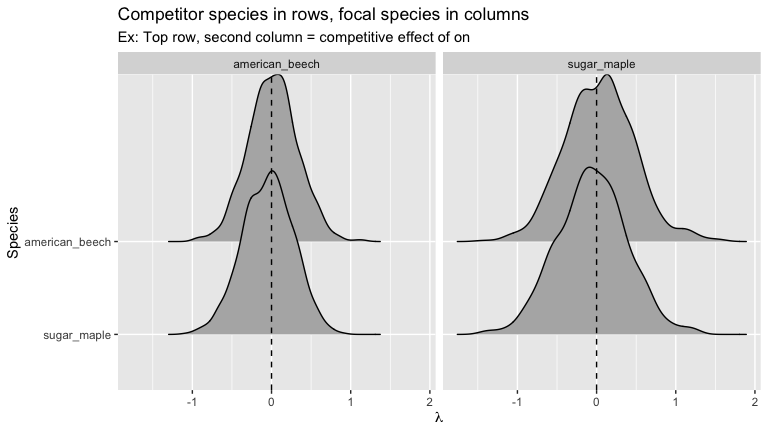 Competitor species in rows, focal species in columns
Ex: Top row, second column = competitive effect of on
american_beech
sugar_maple
Species
american_beech
sugar_maple
-1 0 1 2
-1 0 1 2
λ